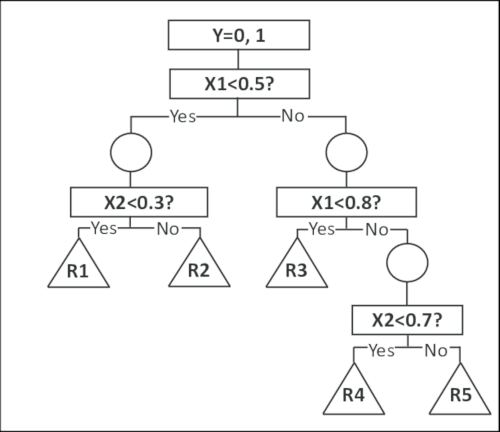 Y=0, 1
X1<0.5?
Yes No
X2<0.3? X1<0.8?
Yes No Yes No
R1 R2 R3
X2<0.7?
Yes No
R4 R5